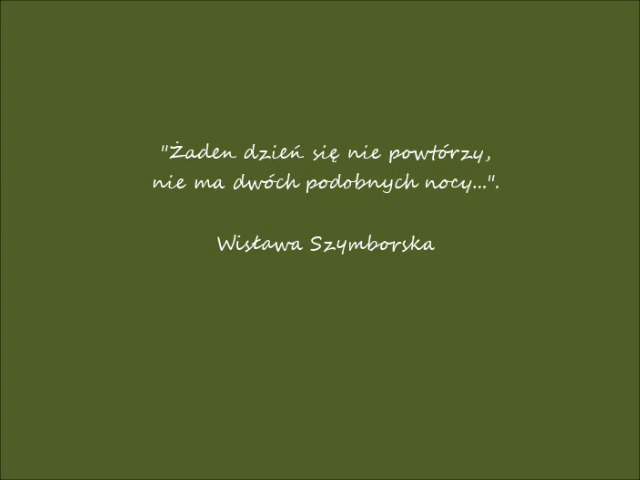 "Żaden dzień się nie powtórzy,
nie ma dwóch podobnych nocy...".
Wisława Szymborska